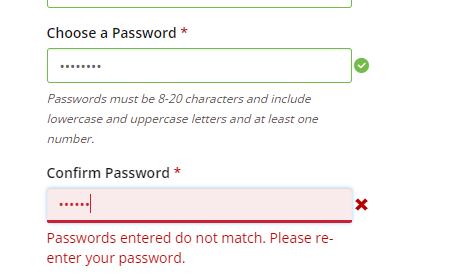 Choose a Password *
••••••••
Passwords must be 8-20 characters and include
lowercase and uppercase letters and at least one
number.
Confirm Password *
••••••
Passwords entered do not match. Please re-
enter your password.